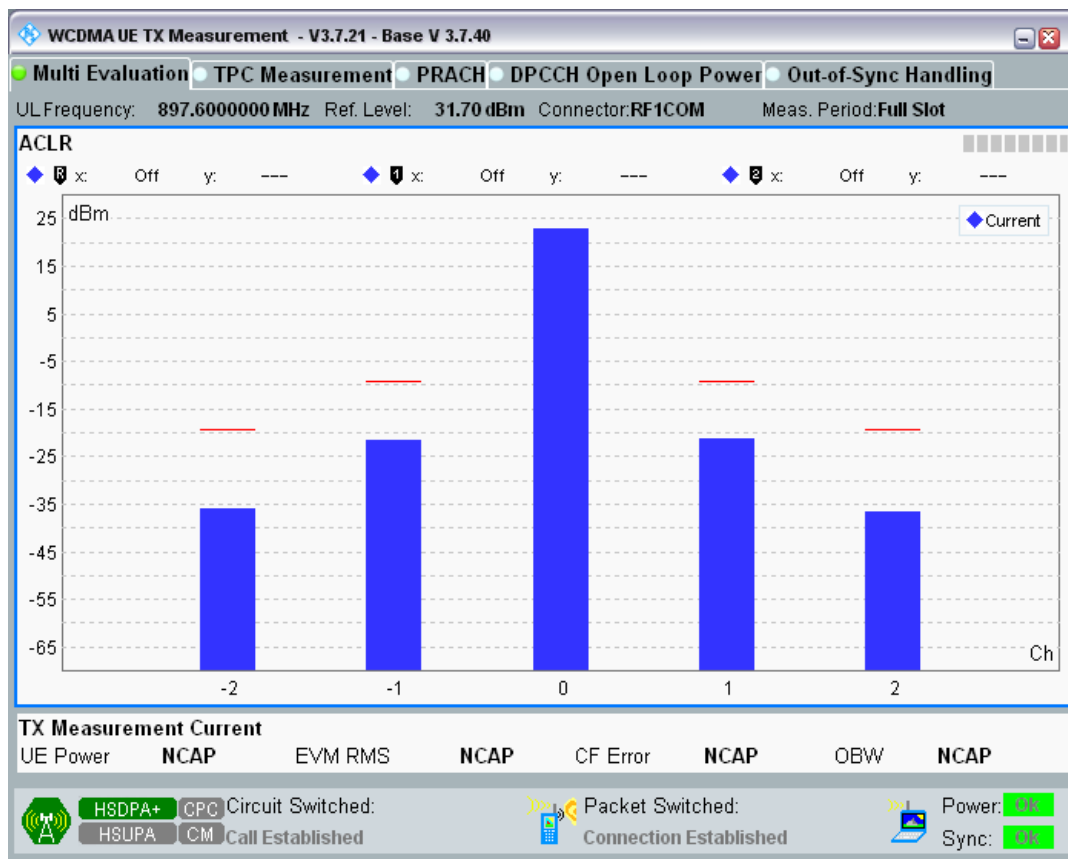 WCDMA UE TX Measurement - V3.7.21 - Base V 3.7.40
Multi Evaluation TPC Measurement PRACH DPCCH Open Loop Power Out-of-Sync Handling
UL Frequency: 897.6000000 MHz Ref. Level: 31.70 dBm Connector:RF1COM Meas. Period:Full Slot
ACLR
R x: Off y: --- 1 x: Off y: --- 2 x: Off y: ---
dBm
Current
25
15
5
-5
-15
-25
-35
-45
-55
-65
Ch
-2 -1 0 1 2
TX Measurement Current
UE Power NCAP EVM RMS NCAP CF Error NCAP OBW NCAP
HSDPA+ CPC Circuit Switched: Packet Switched: Power: OK
HSUPA CM Call Established Connection Established Sync: OK